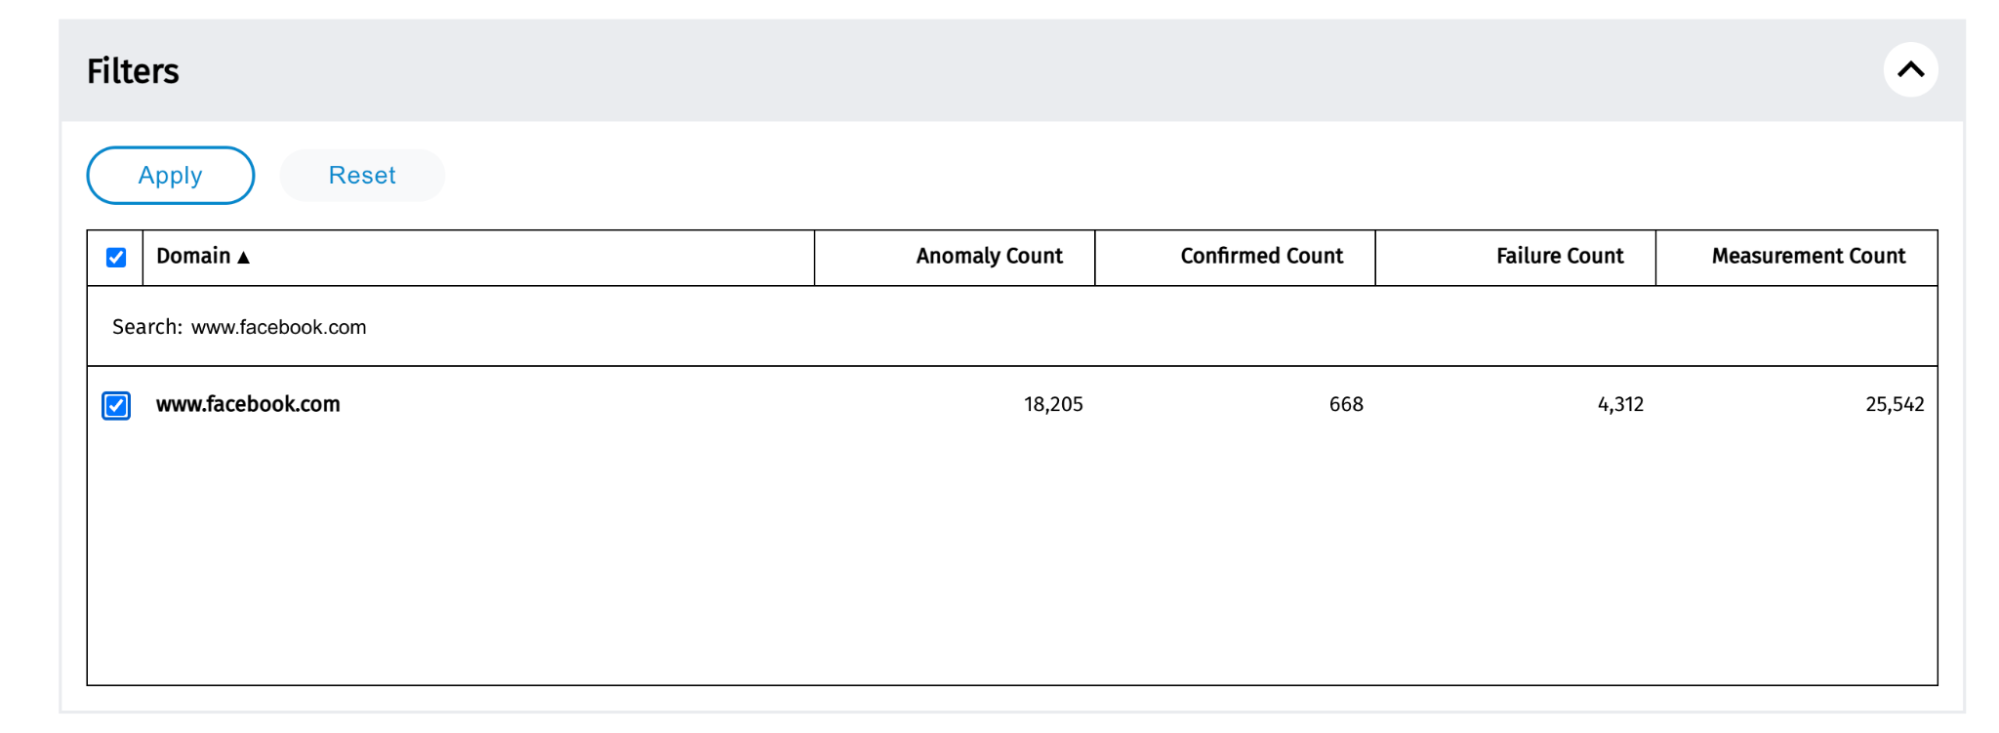 Filters
Apply Reset
Domain ▲ Anomaly Count Confirmed Count Failure Count Measurement Count
Search: www.facebook.com
www.facebook.com 18,205 668 4,312 25,542